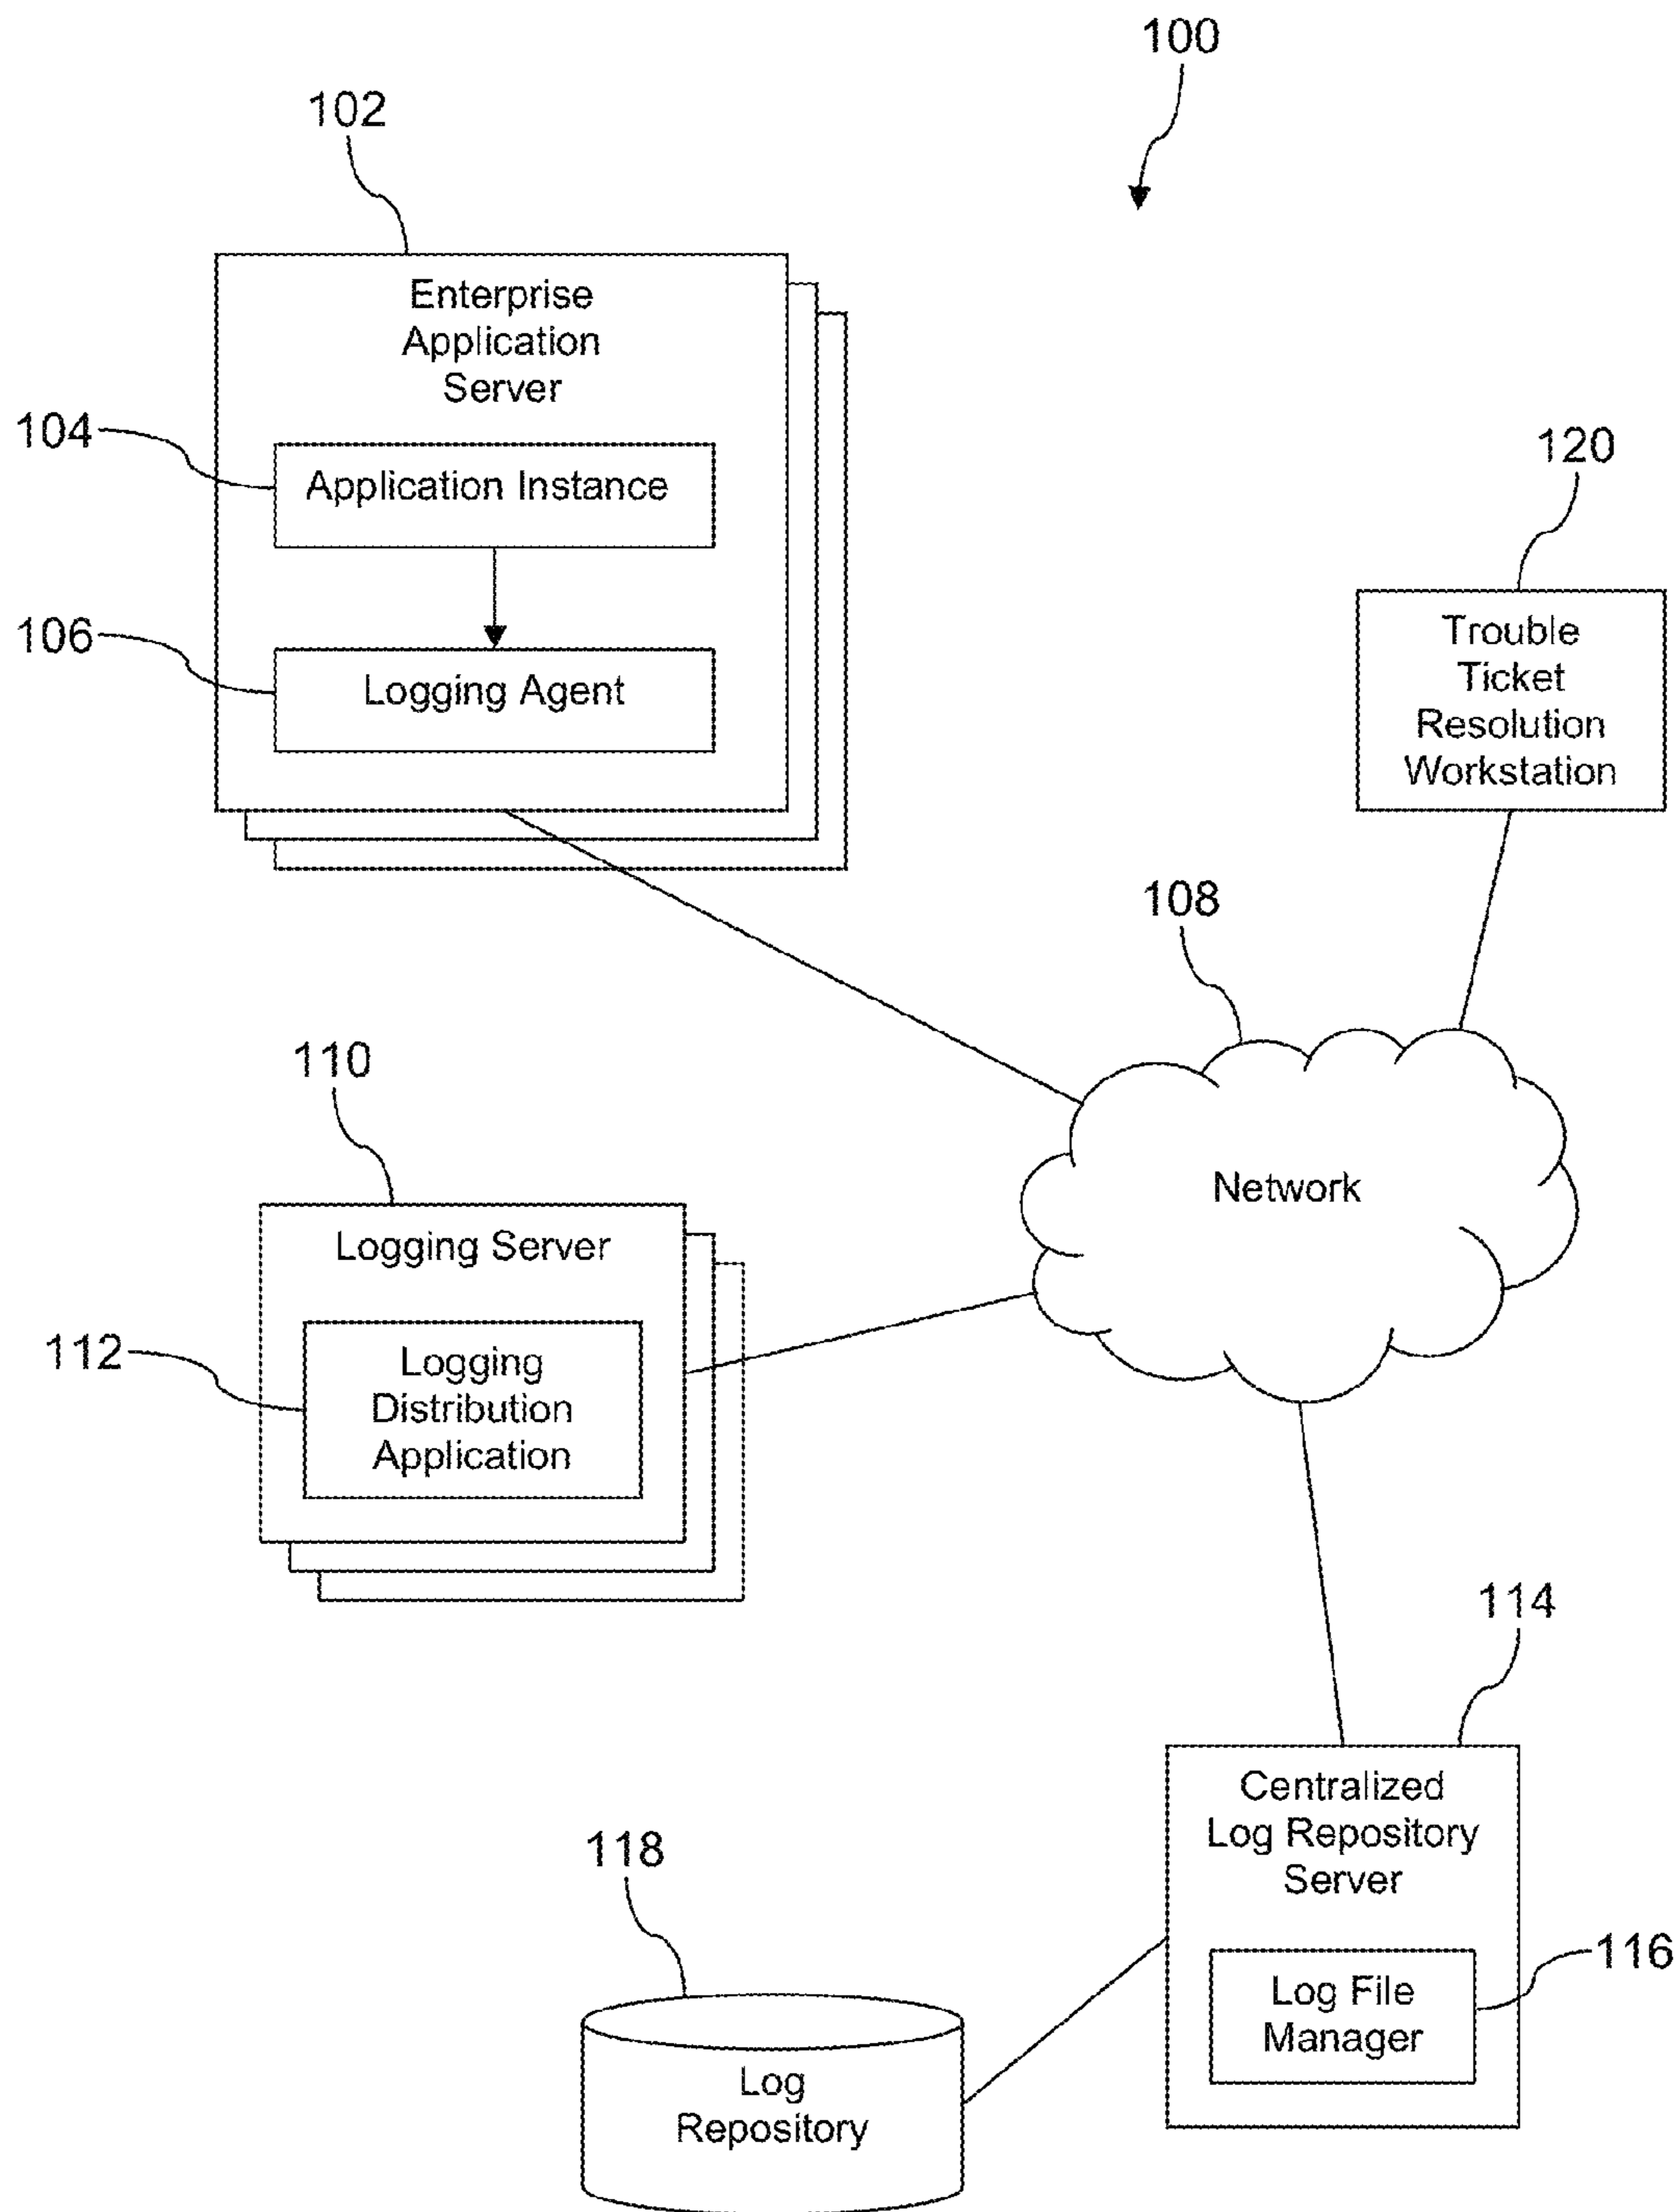 100
102
Enterprise
Application
Server
104
Application Instance
106
Logging Agent
120
Trouble
Ticket
Resolution
Workstation
108
Network
110
Logging Server
112
Logging
Distribution
Application
114
Centralized
Log Repository
Server
116
Log File
Manager
118
Log
Repository